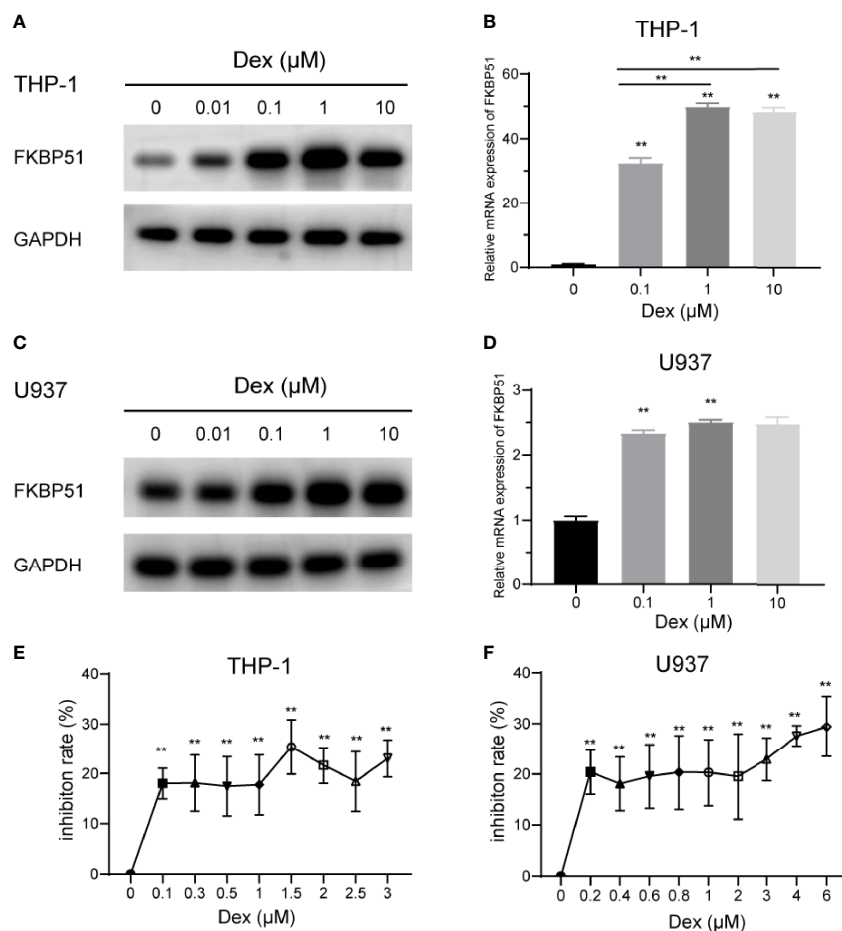 A
Dex (μM)
THP-1
0 0.01 0.1 1 10
FKBP51
GAPDH
B
THP-1
Relative mRNA expression of FKBP51
60
40
20
0
**
**
**
**
**
0 0.1 1 10
Dex (μM)
C
Dex (μM)
U937
0 0.01 0.1 1 10
FKBP51
GAPDH
D
U937
Relative mRNA expression of FKBP51
3
2
1
0
** **
0 0.1 1 10
Dex (μM)
E
THP-1
inhibiton rate (%)
40
30
20
10
0
** ** ** ** ** ** ** **
0 0.1 0.3 0.5 1 1.5 2 2.5 3
Dex (μM)
F
U937
inhibiton rate (%)
40
30
20
10
0
** ** ** ** ** ** ** ** **
0 0.2 0.4 0.6 0.8 1 2 3 4 6
Dex (μM)